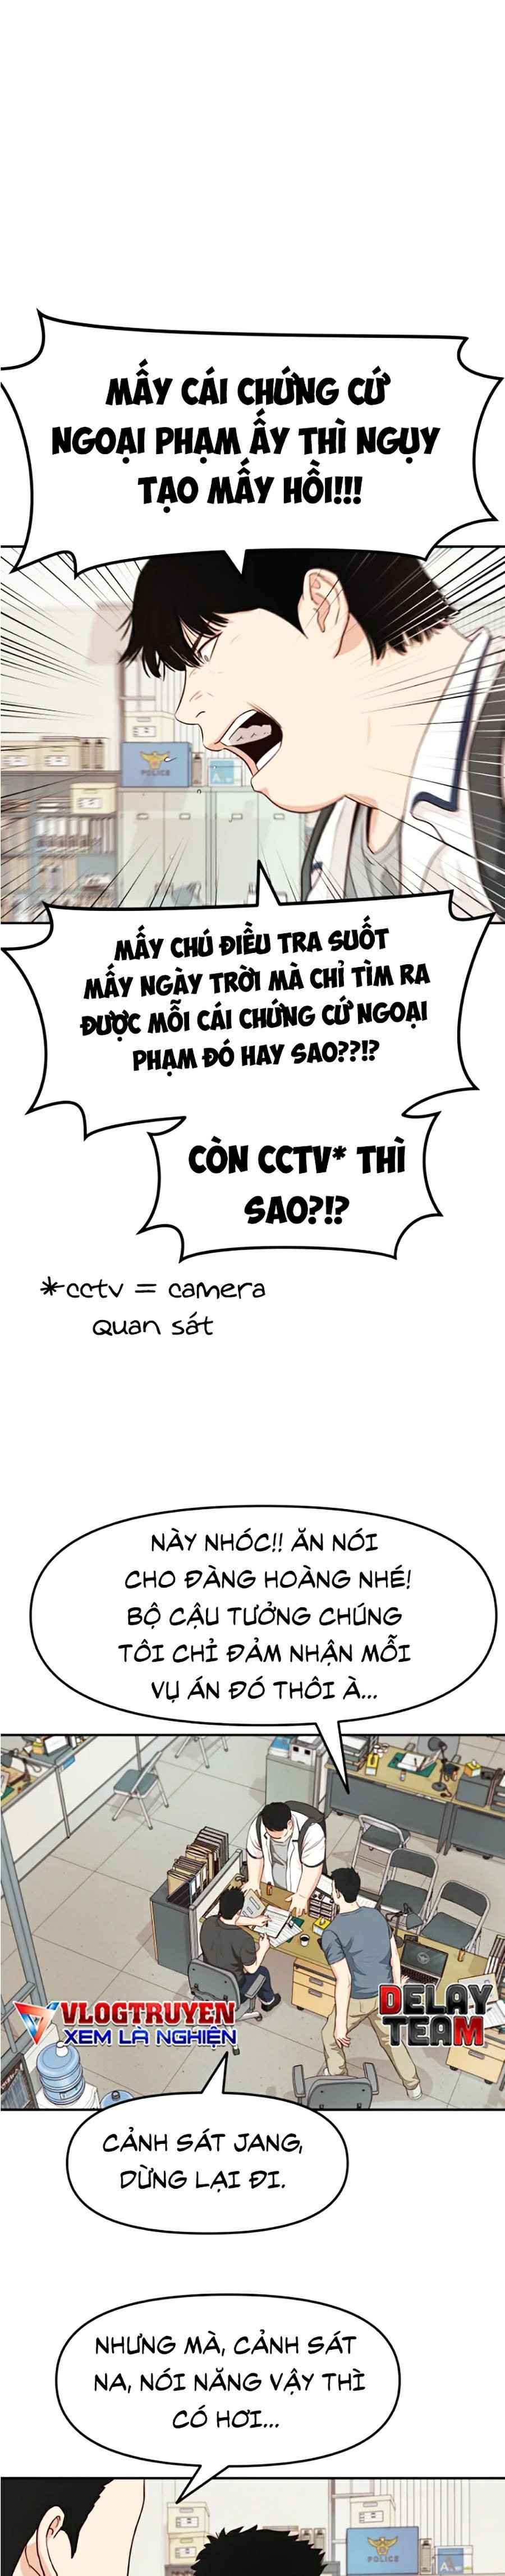 MẤY CÁI CHỨNG CỨ
NGOẠI PHẠM ẤY THÌ NGỤY
TẠO MẤY HỒI!!!
POLICE
MẤY CHÚ ĐIỀU TRA SUỐT
MẤY NGÀY TRỜI MÀ CHỈ TÌM RA
ĐƯỢC MỖI CÁI CHỨNG CỨ NGOẠI
PHẠM ĐÓ HAY SAO??!?
CÒN CCTV* THÌ
SAO?!?
*cctv = camera
quan sát
NÀY NHÓC!! ĂN NÓI
CHO ĐÀNG HOÀNG NHÉ!
BỘ CẬU TƯỞNG CHÚNG
TÔI CHỈ ĐẢM NHẬN MỖI
VỤ ÁN ĐÓ THÔI À...
VLOGTRUYEN
XEM LÀ NGHIỆN
DELAY
TEAM
CẢNH SÁT JANG,
DỪNG LẠI ĐI.
NHƯNG MÀ, CẢNH SÁT
NA, NÓI NĂNG VẬY THÌ
CÓ HƠI...
POLICE